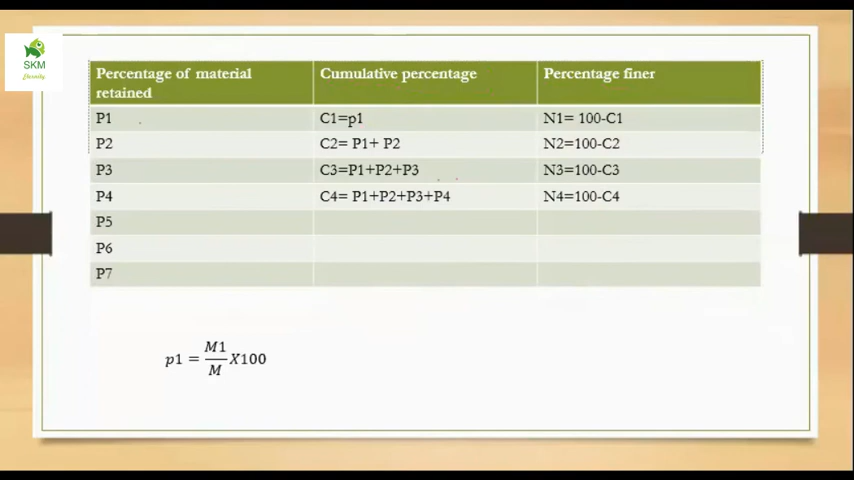 SKM
Eternity
Percentage of material retained Cumulative percentage Percentage finer
P1 C1=p1 N1= 100-C1
P2 C2= P1+ P2 N2=100-C2
P3 C3=P1+P2+P3 N3=100-C3
P4 C4= P1+P2+P3+P4 N4=100-C4
P5
P6
P7
p1 = M1/M X100